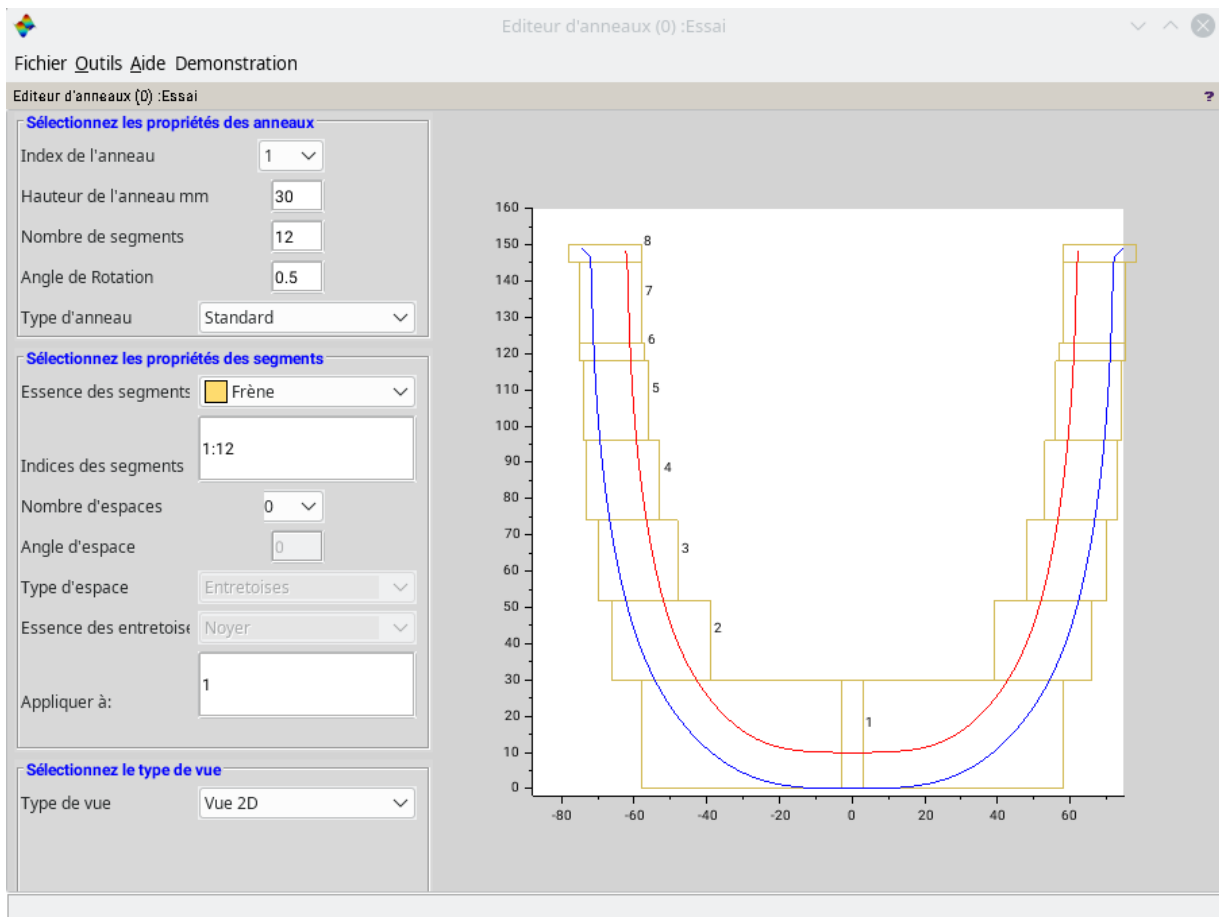 Editeur d'anneaux (0) :Essai
Fichier Outils Aide Demonstration
Editeur d'anneaux (0) :Essai ?
Sélectionnez les propriétés des anneaux
Index de l'anneau 1
Hauteur de l'anneau mm 30
Nombre de segments 12
Angle de Rotation 0.5
Type d'anneau Standard
Sélectionnez les propriétés des segments
Essence des segments Frène
Indices des segments 1:12
Nombre d'espaces 0
Angle d'espace 0
Type d'espace Entretoises
Essence des entretoise Noyer
Appliquer à: 1
Sélectionnez le type de vue
Type de vue Vue 2D
160
150
140
130
120
110
100
90
80
70
60
50
40
30
20
10
0
8
7
6
5
4
3
2
1
-80 -60 -40 -20 0 20 40 60